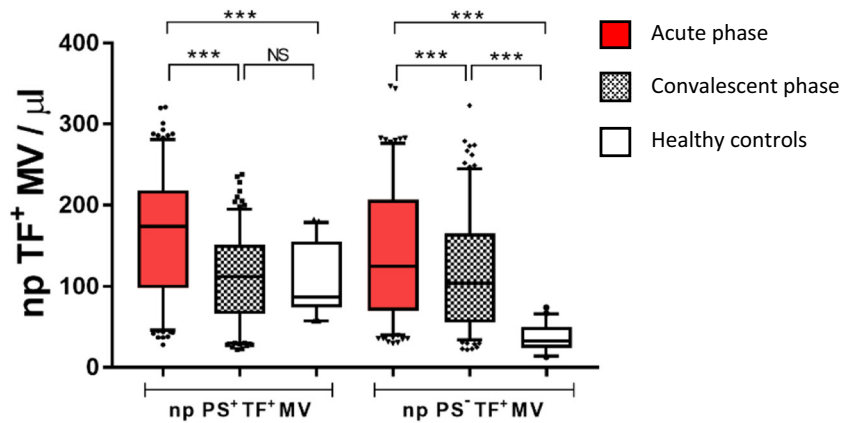 np TF⁺ MV / µl
400
300
200
100
0
***
***
NS
***
***
***
Acute phase
Convalescent phase
Healthy controls
np PS⁺TF⁺MV
np PS⁻TF⁺MV